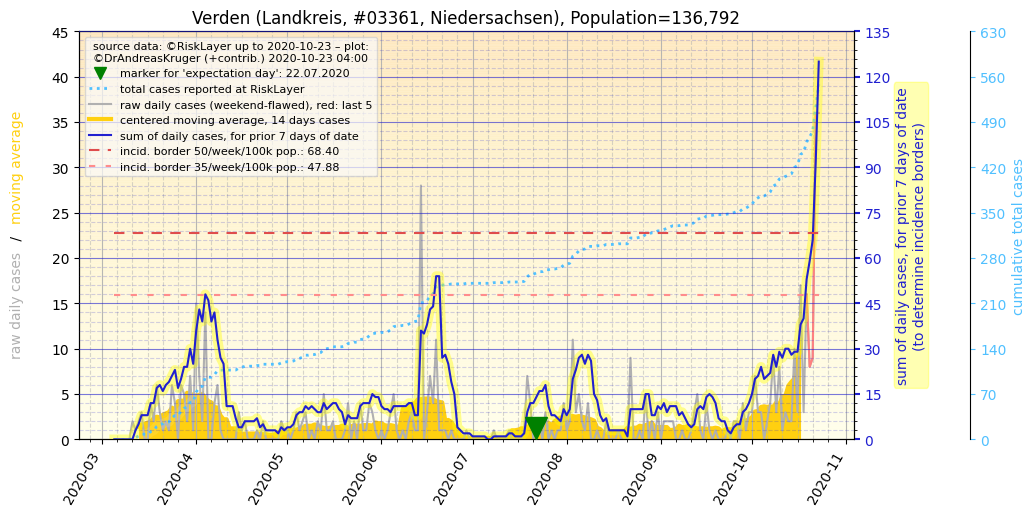 Verden (Landkreis, #03361, Niedersachsen), Population=136,792
source data: ©RiskLayer up to 2020-10-23 – plot:
©DrAndreasKruger (+contrib.) 2020-10-23 04:00
marker for 'expectation day': 22.07.2020
total cases reported at RiskLayer
raw daily cases (weekend-flawed), red: last 5
centered moving average, 14 days cases
sum of daily cases, for prior 7 days of date
incid. border 50/week/100k pop.: 68.40
incid. border 35/week/100k pop.: 47.88
raw daily cases / moving average
45
40
35
30
25
20
15
10
5
0
2020-03
2020-04
2020-05
2020-06
2020-07
2020-08
2020-09
2020-10
2020-11
135
120
105
90
75
60
45
30
15
0
sum of daily cases, for prior 7 days of date
(to determine incidence borders)
630
560
490
420
350
280
210
140
70
0
cumulative total cases